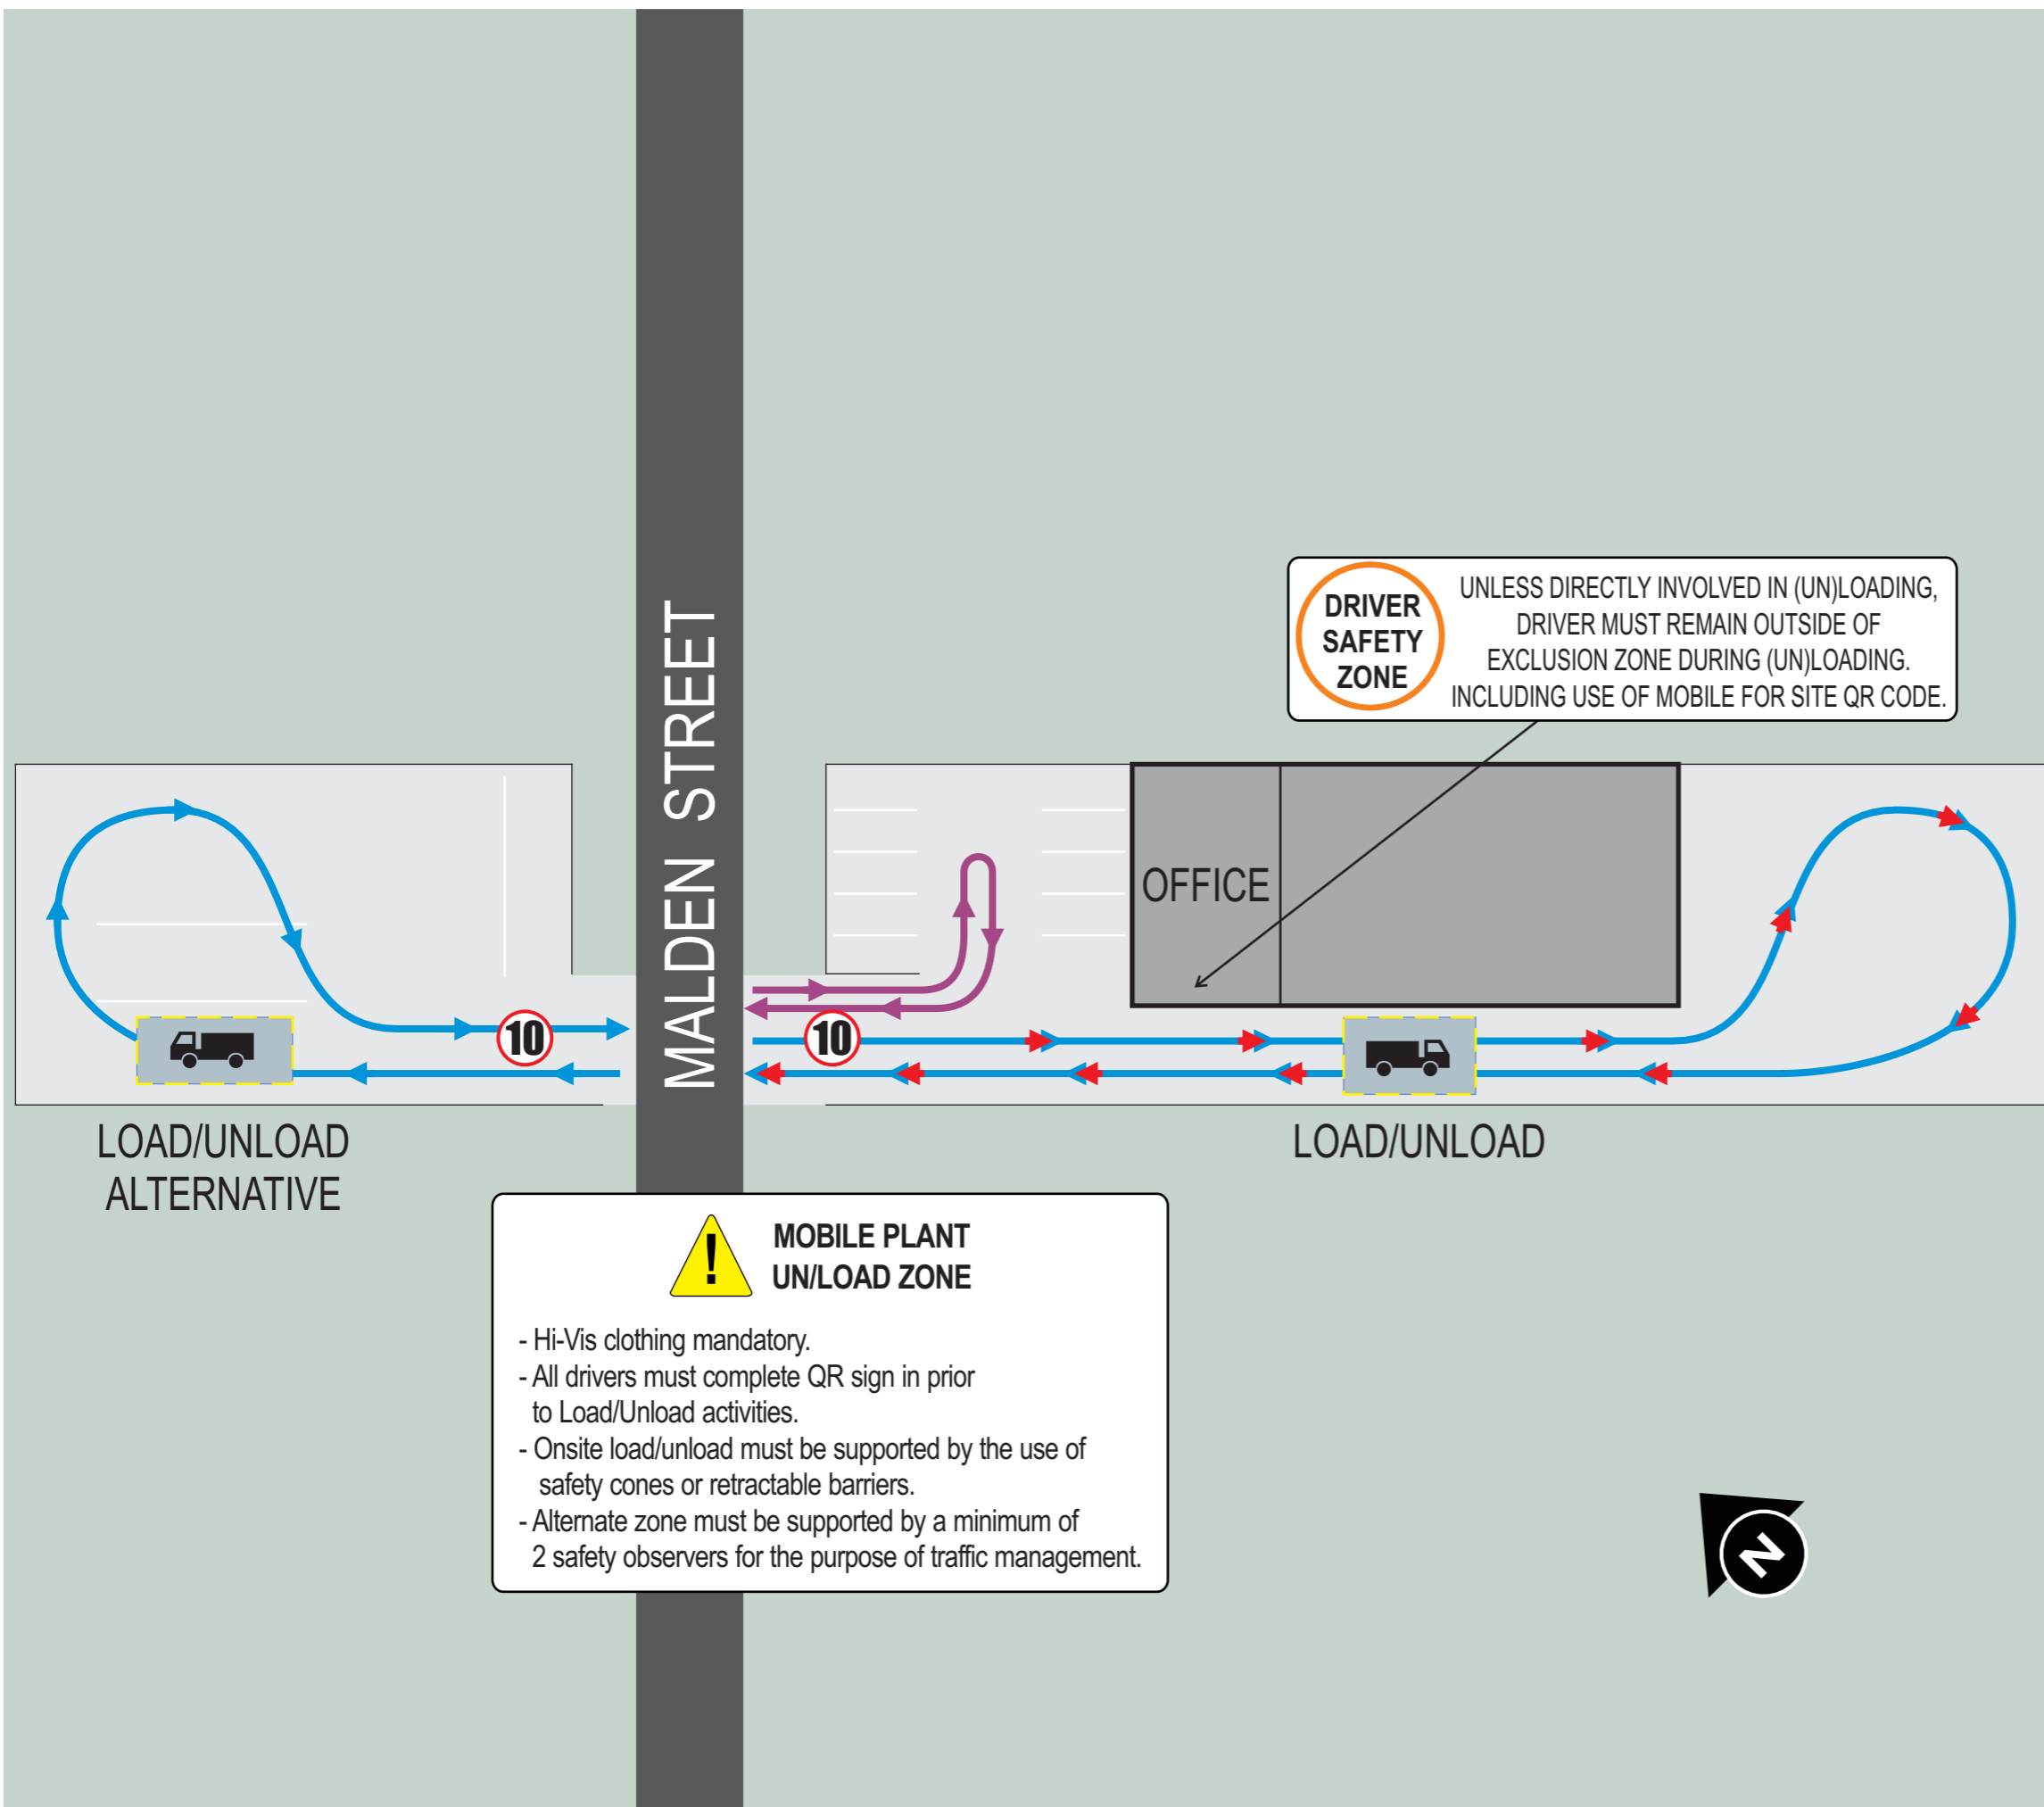 DRIVER
SAFETY
ZONE
UNLESS DIRECTLY INVOLVED IN (UN)LOADING,
DRIVER MUST REMAIN OUTSIDE OF
EXCLUSION ZONE DURING (UN)LOADING.
INCLUDING USE OF MOBILE FOR SITE QR CODE.
MALDEN STREET
OFFICE
10
10
LOAD/UNLOAD
ALTERNATIVE
LOAD/UNLOAD
!
MOBILE PLANT
UN/LOAD ZONE
- Hi-Vis clothing mandatory.
- All drivers must complete QR sign in prior
to Load/Unload activities.
- Onsite load/unload must be supported by the use of
safety cones or retractable barriers.
- Alternate zone must be supported by a minimum of
2 safety observers for the purpose of traffic management.
N